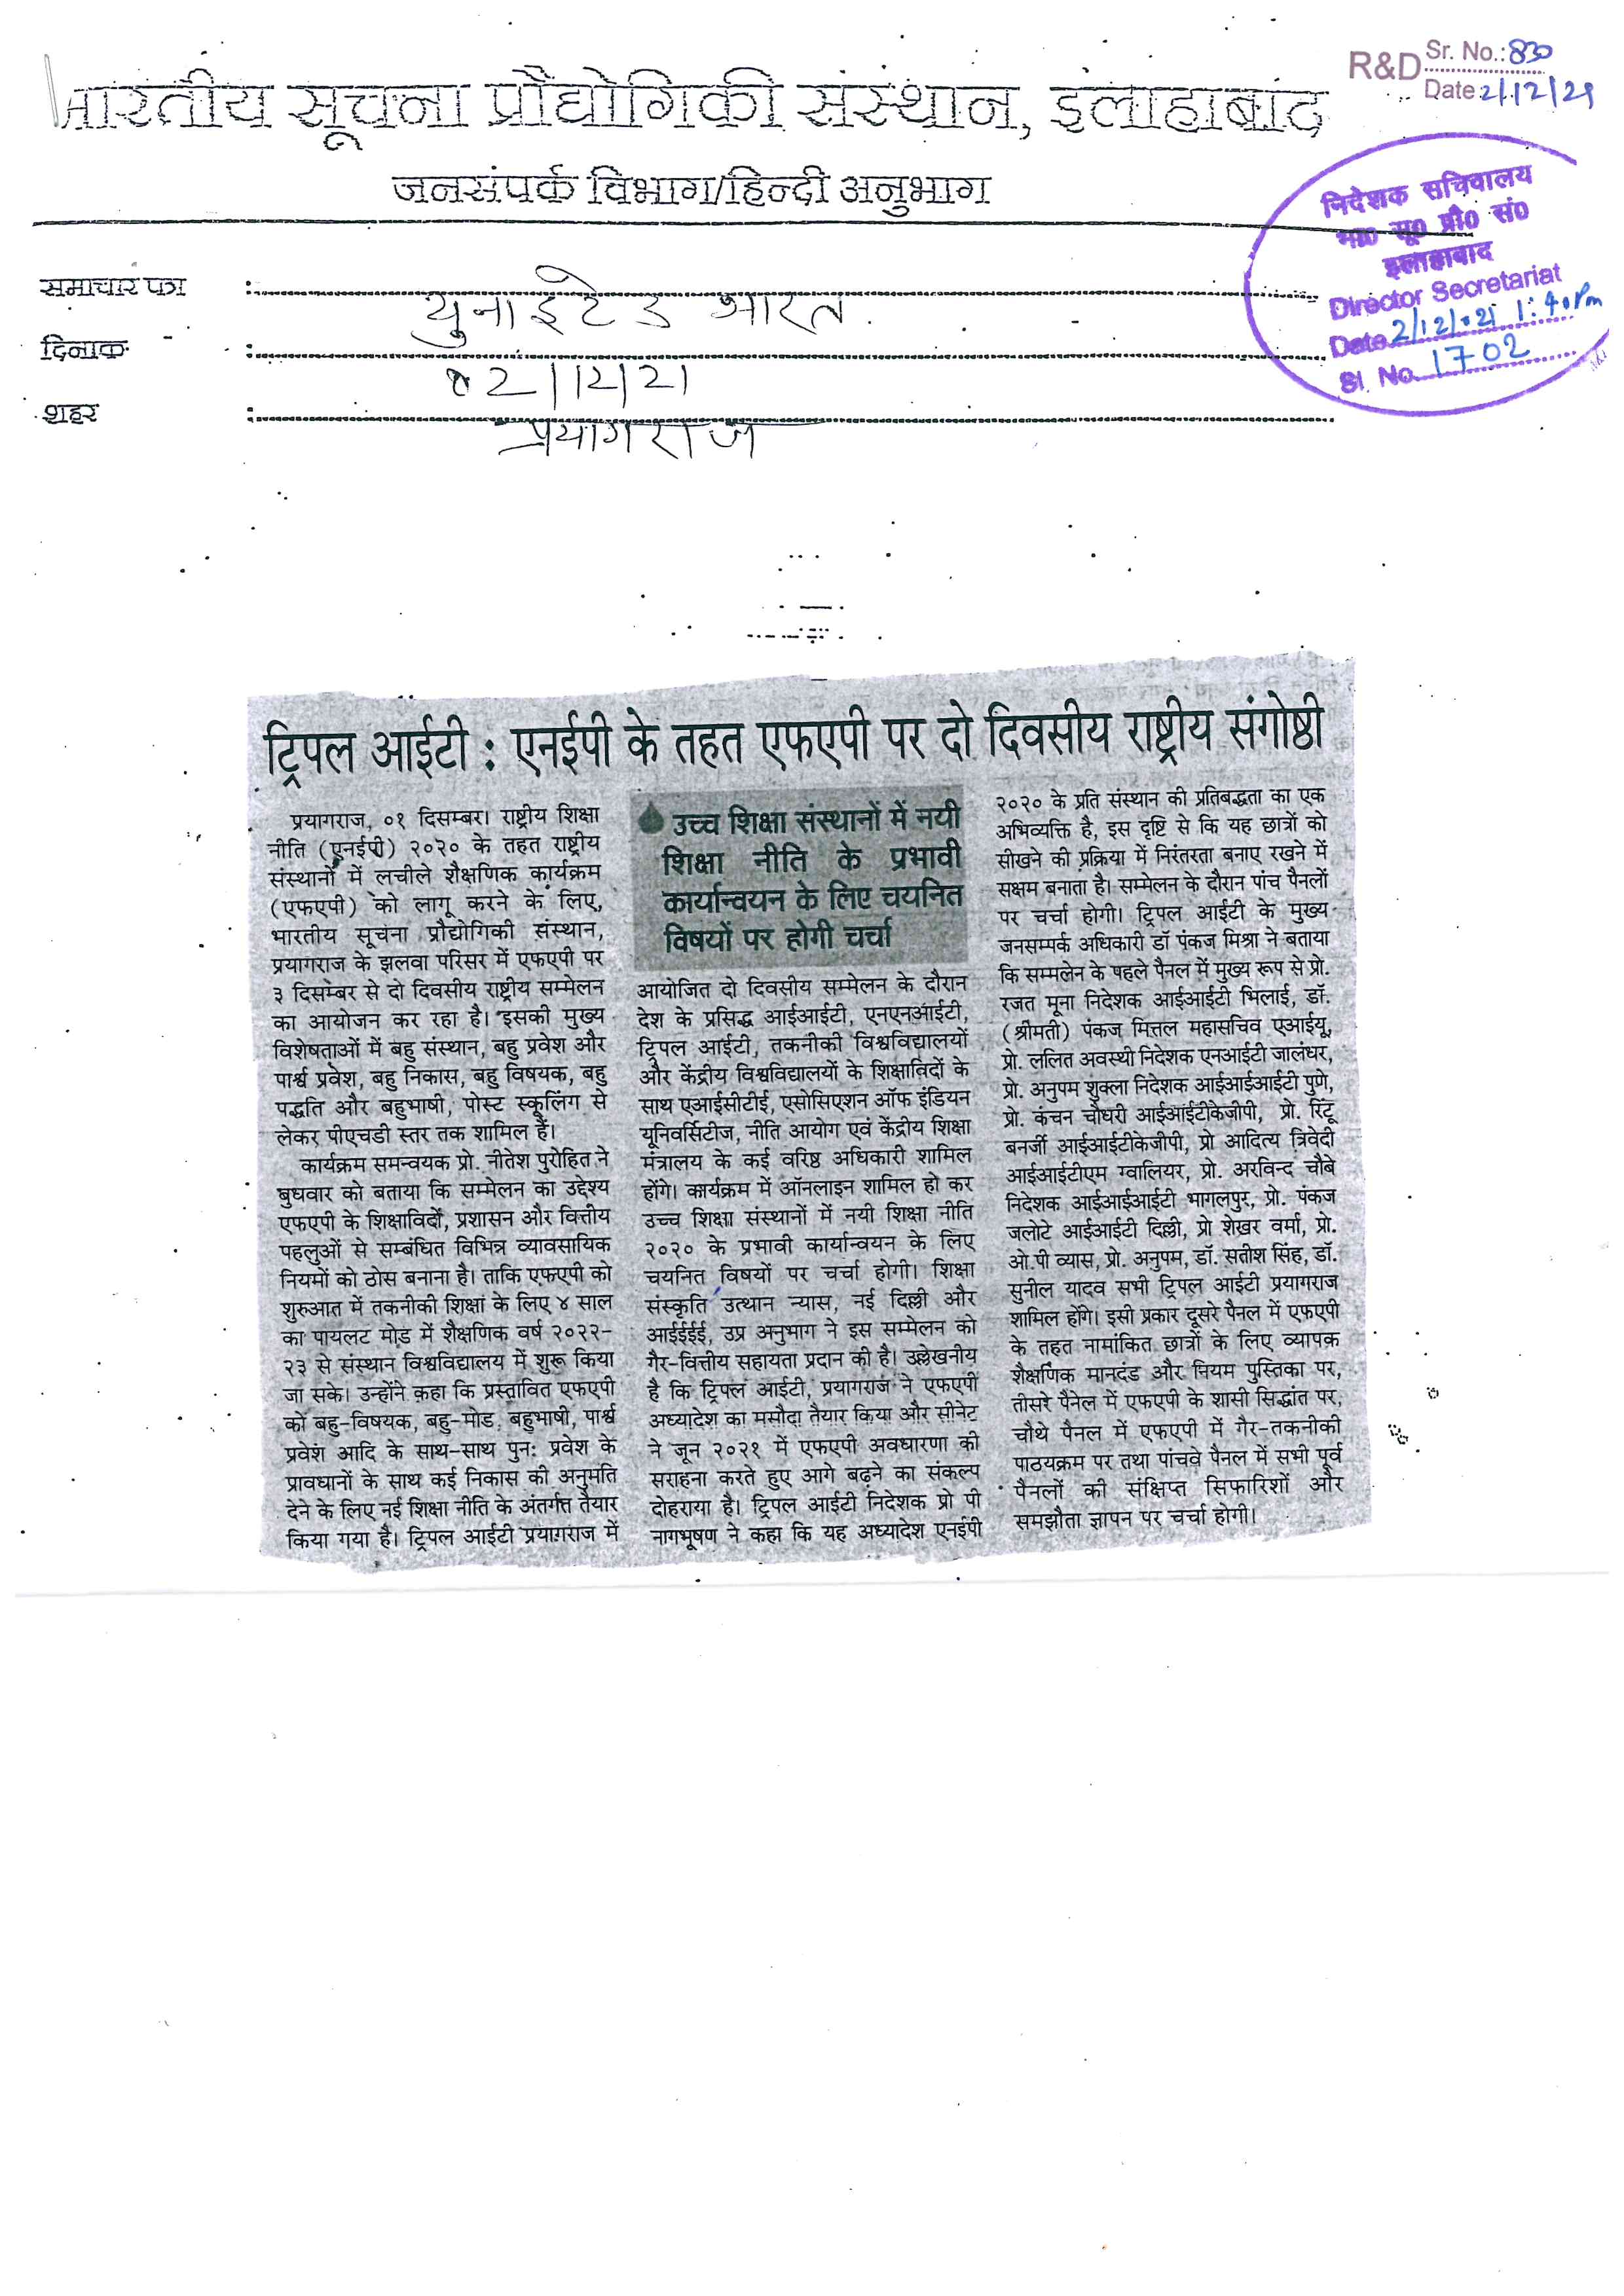 भारतीय सूचना प्रौद्योगिकी संस्थान, इलाहाबाद
जनसंपर्क विभाग/हिन्दी अनुभाग
R&D Sr. No.: 830
Date 2/12/21
निदेशक सचिवालय
भा० सू० प्रौ० सं०
इलाहाबाद
Director Secretariat
Date 2/12/2021 1:40 Pm
Sl. No. 1702
समाचार पत्र : युनाइटेड भारत
दिनांक : 02/12/21
शहर : प्रयागराज
ट्रिपल आईटी : एनईपी के तहत एफएपी पर दो दिवसीय राष्ट्रीय संगोष्ठी
प्रयागराज, ०१ दिसम्बर। राष्ट्रीय शिक्षा
नीति (एनईपी) २०२० के तहत राष्ट्रीय
संस्थानों में लचीले शैक्षणिक कार्यक्रम
(एफएपी) को लागू करने के लिए,
भारतीय सूचना प्रौद्योगिकी संस्थान,
प्रयागराज के झलवा परिसर में एफएपी पर
३ दिसम्बर से दो दिवसीय राष्ट्रीय सम्मेलन
का आयोजन कर रहा है। इसकी मुख्य
विशेषताओं में बहु संस्थान, बहु प्रवेश और
पार्श्व प्रवेश, बहु निकास, बहु विषयक, बहु
पद्धति और बहुभाषी, पोस्ट स्कूलिंग से
लेकर पीएचडी स्तर तक शामिल हैं।
कार्यक्रम समन्वयक प्रो. नीतेश पुरोहित ने
बुधवार को बताया कि सम्मेलन का उद्देश्य
एफएपी के शिक्षाविदों, प्रशासन और वित्तीय
पहलुओं से सम्बंधित विभिन्न व्यावसायिक
नियमों को ठोस बनाना है। ताकि एफएपी को
शुरुआत में तकनीकी शिक्षा के लिए ४ साल
का पायलट मोड में शैक्षणिक वर्ष २०२२-
२३ से संस्थान विश्वविद्यालय में शुरू किया
जा सके। उन्होंने कहा कि प्रस्तावित एफएपी
को बहु-विषयक, बहु-मोड, बहुभाषी, पार्श्व
प्रवेश आदि के साथ-साथ पुन: प्रवेश के
प्रावधानों के साथ कई निकास की अनुमति
देने के लिए नई शिक्षा नीति के अंतर्गत तैयार
किया गया है। ट्रिपल आईटी प्रयागराज में
उच्च शिक्षा संस्थानों में नयी
शिक्षा नीति के प्रभावी
कार्यान्वयन के लिए चयनित
विषयों पर होगी चर्चा
आयोजित दो दिवसीय सम्मेलन के दौरान
देश के प्रसिद्ध आईआईटी, एनएनआईटी,
ट्रिपल आईटी, तकनीकी विश्वविद्यालयों
और केंद्रीय विश्वविद्यालयों के शिक्षाविदों के
साथ एआईसीटीई, एसोसिएशन ऑफ इंडियन
यूनिवर्सिटीज, नीति आयोग एवं केंद्रीय शिक्षा
मंत्रालय के कई वरिष्ठ अधिकारी शामिल
होंगे। कार्यक्रम में ऑनलाइन शामिल हो कर
उच्च शिक्षा संस्थानों में नयी शिक्षा नीति
२०२० के प्रभावी कार्यान्वयन के लिए
चयनित विषयों पर चर्चा होगी। शिक्षा
संस्कृति उत्थान न्यास, नई दिल्ली और
आईईईई, उप्र अनुभाग ने इस सम्मेलन को
गैर-वित्तीय सहायता प्रदान की है। उल्लेखनीय
है कि ट्रिपल आईटी, प्रयागराज ने एफएपी
अध्यादेश का मसौदा तैयार किया और सीनेट
ने जून २०२१ में एफएपी अवधारणा की
सराहना करते हुए आगे बढ़ने का संकल्प
दोहराया है। ट्रिपल आईटी निदेशक प्रो पी
नागभूषण ने कहा कि यह अध्यादेश एनईपी
२०२० के प्रति संस्थान की प्रतिबद्धता का एक
अभिव्यक्ति है, इस दृष्टि से कि यह छात्रों को
सीखने की प्रक्रिया में निरंतरता बनाए रखने में
सक्षम बनाता है। सम्मेलन के दौरान पांच पैनलों
पर चर्चा होगी। ट्रिपल आईटी के मुख्य
जनसम्पर्क अधिकारी डॉ पंकज मिश्रा ने बताया
कि सम्मलेन के पहले पैनल में मुख्य रूप से प्रो.
रजत मूना निदेशक आईआईटी भिलाई, डॉ.
(श्रीमती) पंकज मित्तल महासचिव एआईयू,
प्रो. ललित अवस्थी निदेशक एनआईटी जालंधर,
प्रो. अनुपम शुक्ला निदेशक आईआईआईटी पुणे,
प्रो. कंचन चौधरी आईआईटीकेजीपी, प्रो. रिंटू
बनर्जी आईआईटीकेजीपी, प्रो आदित्य त्रिवेदी
आईआईटीएम ग्वालियर, प्रो. अरविन्द चौबे
निदेशक आईआईआईटी भागलपुर, प्रो. पंकज
जलोटे आईआईटी दिल्ली, प्रो शेखर वर्मा, प्रो.
ओ.पी व्यास, प्रो. अनुपम, डॉ. सतीश सिंह, डॉ.
सुनील यादव सभी ट्रिपल आईटी प्रयागराज
शामिल होंगे। इसी प्रकार दूसरे पैनल में एफएपी
के तहत नामांकित छात्रों के लिए व्यापक
शैक्षणिक मानदंड और नियम पुस्तिका पर,
तीसरे पैनेल में एफएपी के शासी सिद्धांत पर,
चौथे पैनल में एफएपी में गैर-तकनीकी
पाठयक्रम पर तथा पांचवे पैनल में सभी पूर्व
पैनलों की संक्षिप्त सिफारिशों और
समझौता ज्ञापन पर चर्चा होगी।